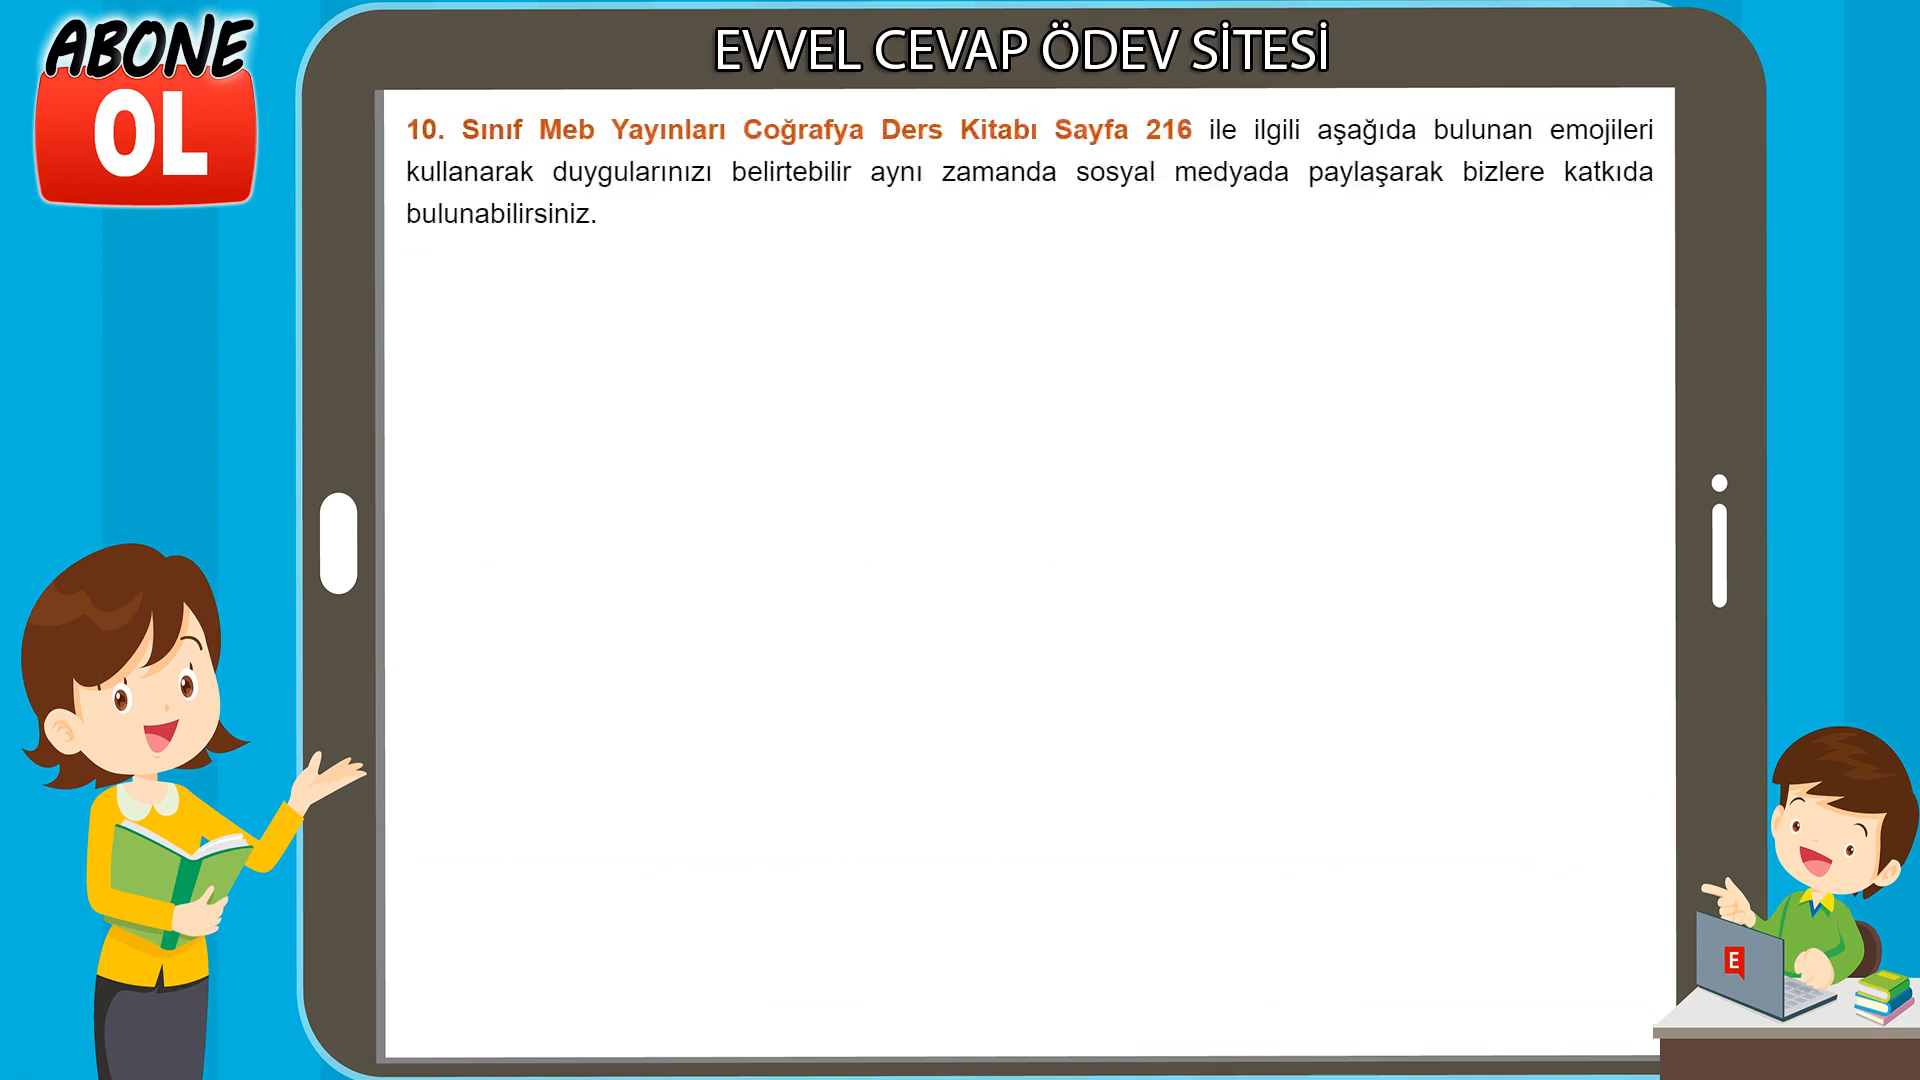 ABONE
OL
EVVEL CEVAP ÖDEV SİTESİ
10. Sınıf Meb Yayınları Coğrafya Ders Kitabı Sayfa 216 ile ilgili aşağıda bulunan emojileri
kullanarak duygularınızı belirtebilir aynı zamanda sosyal medyada paylaşarak bizlere katkıda
bulunabilirsiniz.
E